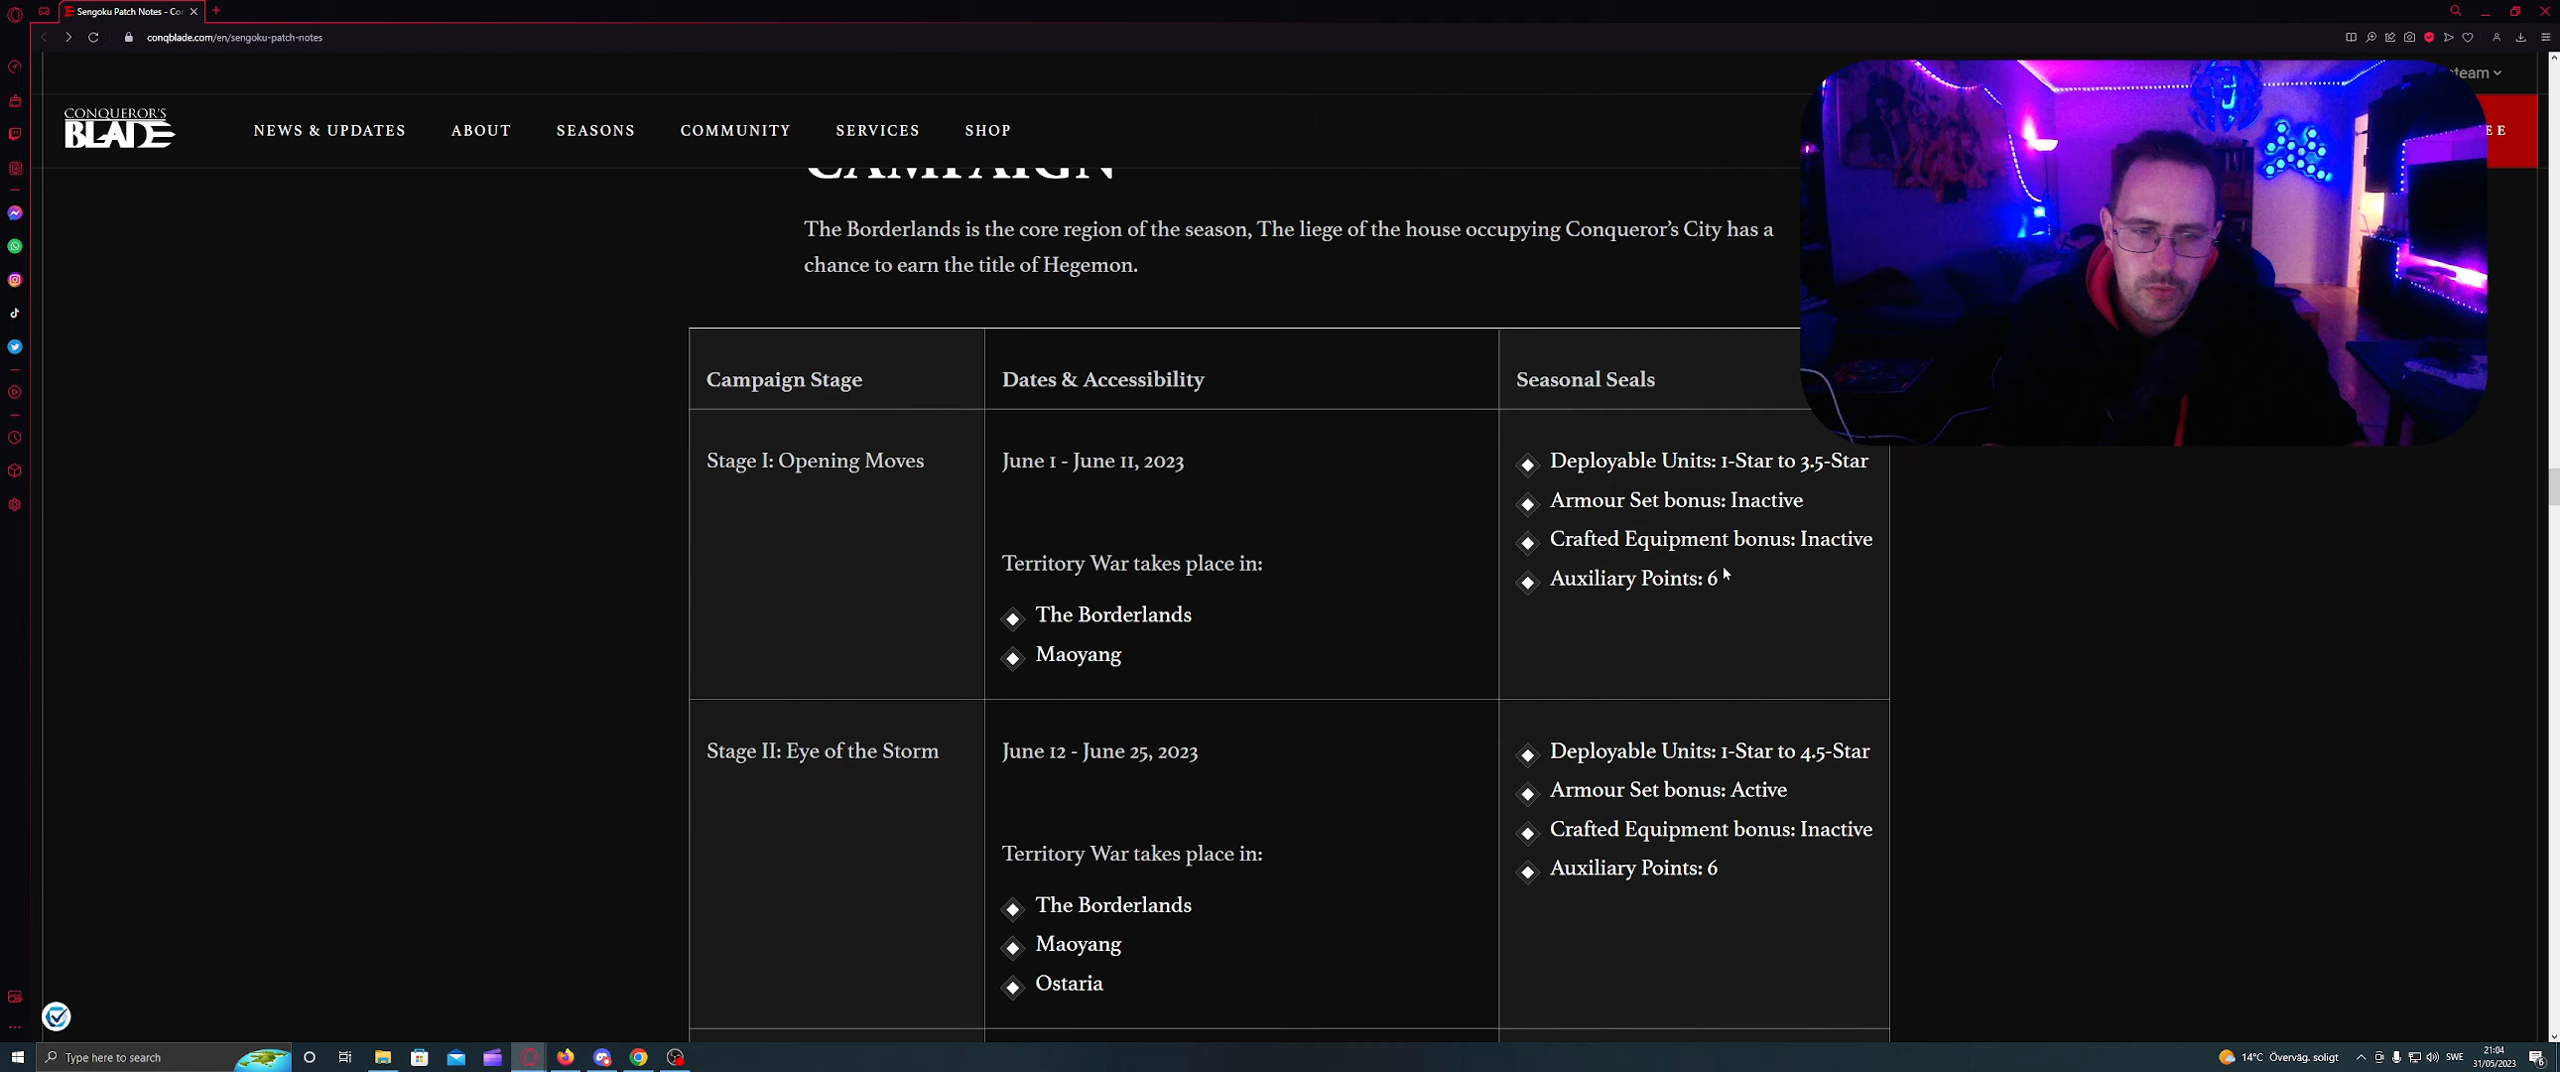 Sengoku Patch Notes - Co
conqblade.com/en/sengoku-patch-notes
team
CONQUEROR'S
BLADE
NEWS & UPDATES
ABOUT
SEASONS
COMMUNITY
SERVICES
SHOP
EE
CAMPAIGN
The Borderlands is the core region of the season, The liege of the house occupying Conqueror's City has a
chance to earn the title of Hegemon.
Campaign Stage
Dates & Accessibility
Seasonal Seals
Stage I: Opening Moves
June 1 - June 11, 2023
Territory War takes place in:
The Borderlands
Maoyang
Deployable Units: 1-Star to 3.5-Star
Armour Set bonus: Inactive
Crafted Equipment bonus: Inactive
Auxiliary Points: 6
Stage II: Eye of the Storm
June 12 - June 25, 2023
Territory War takes place in:
The Borderlands
Maoyang
Ostaria
Deployable Units: 1-Star to 4.5-Star
Armour Set bonus: Active
Crafted Equipment bonus: Inactive
Auxiliary Points: 6
Type here to search
14°C Överväg. soligt
SWE
21:04
31/05/2023
6